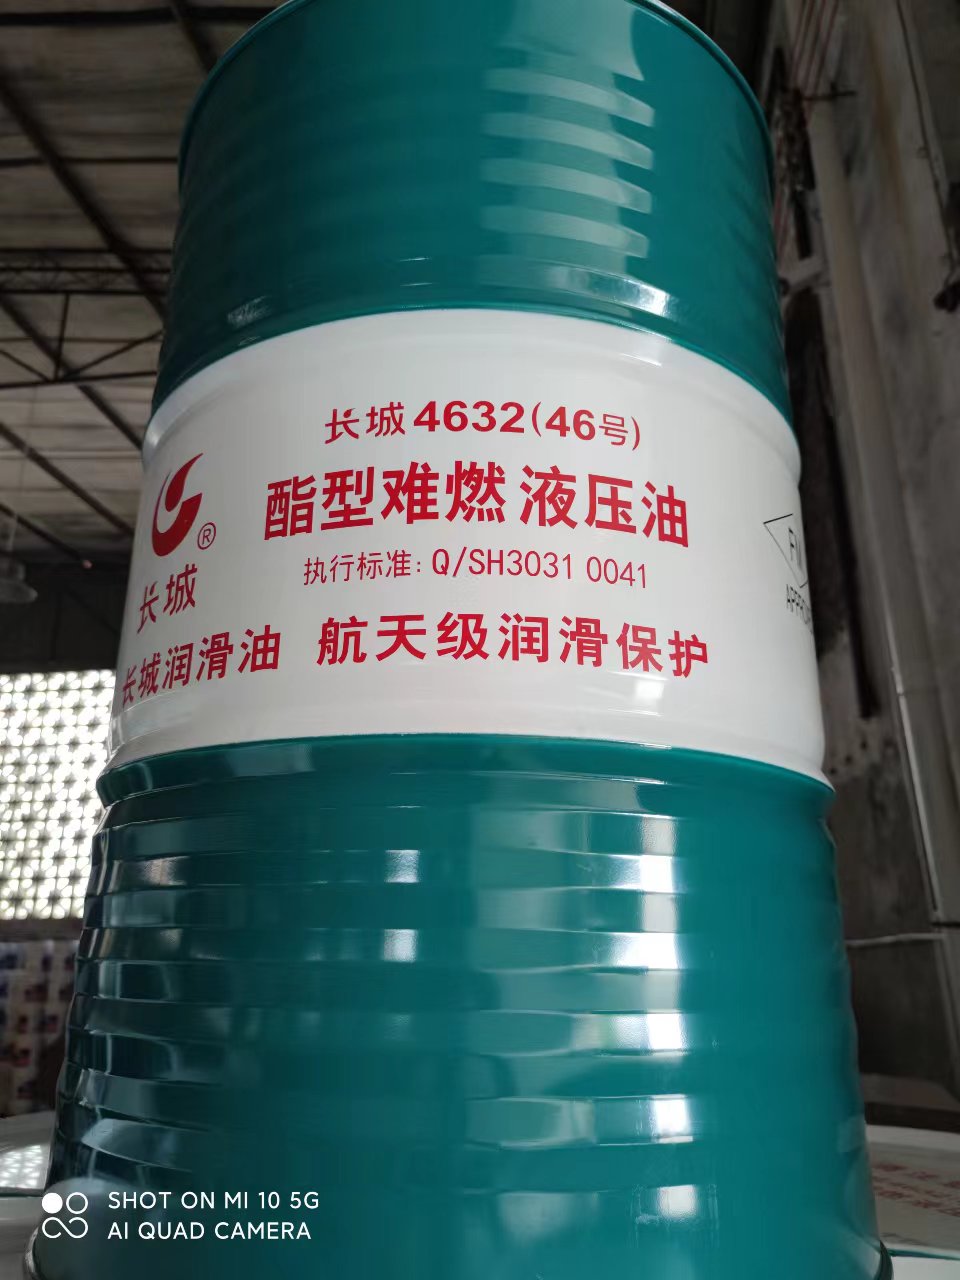 长城4632(46号)
酯型难燃液压油
®
执行标准: Q/SH3031 0041
长城
长城润滑油 航天级润滑保护
FM
SHOT ON MI 10 5G
AI QUAD CAMERA